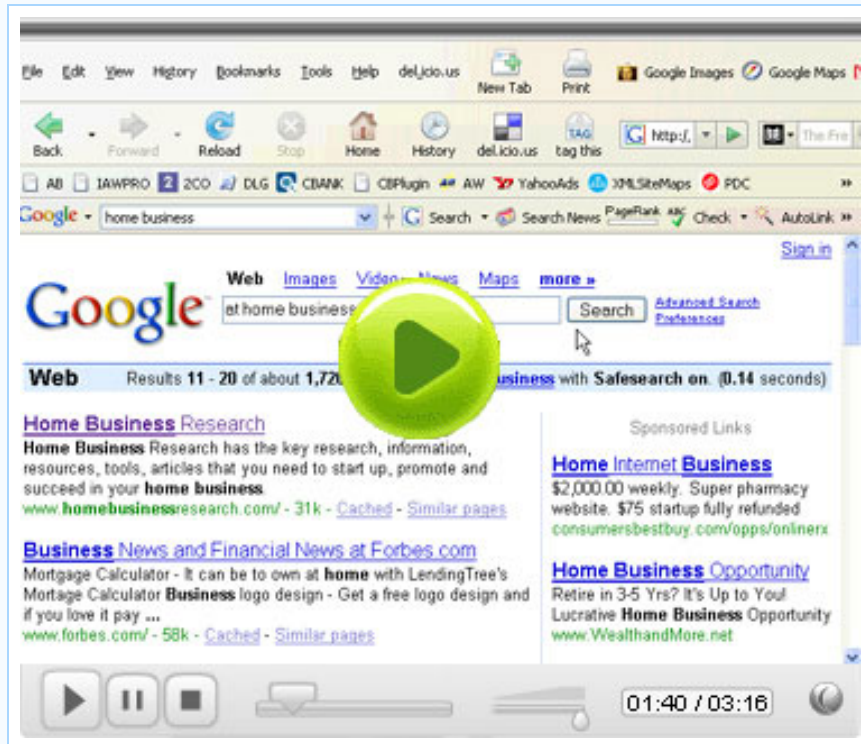 File Edit View History Bookmarks Tools Help del.icio.us New Tab Print Google Images Google Maps
Back Forward Reload Stop Home History del.icio.us tag this http:/, The Fre
AB IAWPRO 2 2CO DLG CBANK CBPlugin AW YahooAds XMLSiteMaps PDC »
Google home business Search Search News PageRank ABC Check AutoLink »
Sign in
Web Images Video News Maps more »
Google at home business Search Advanced Search
Preferences
Web Results 11 - 20 of about 1,72 usiness with Safesearch on. (0.14 seconds)
Home Business Research
Home Business Research has the key research, information,
resources, tools, articles that you need to start up, promote and
succeed in your home business.
www.homebusinessresearch.com/ - 31k - Cached - Similar pages
Business News and Financial News at Forbes.com
Mortgage Calculator - It can be to own at home with LendingTree's
Mortage Calculator Business logo design - Get a free logo design and
if you love it pay ...
www.forbes.com/ - 58k - Cached - Similar pages
Sponsored Links
Home Internet Business
$2,000.00 weekly. Super pharmacy
website. $75 startup fully refunded
consumersbestbuy.com/opps/onlinerx
Home Business Opportunity
Retire in 3-5 Yrs? It's Up to You!
Lucrative Home Business Opportunity
www.WealthandMore.net
01:40 / 03:16